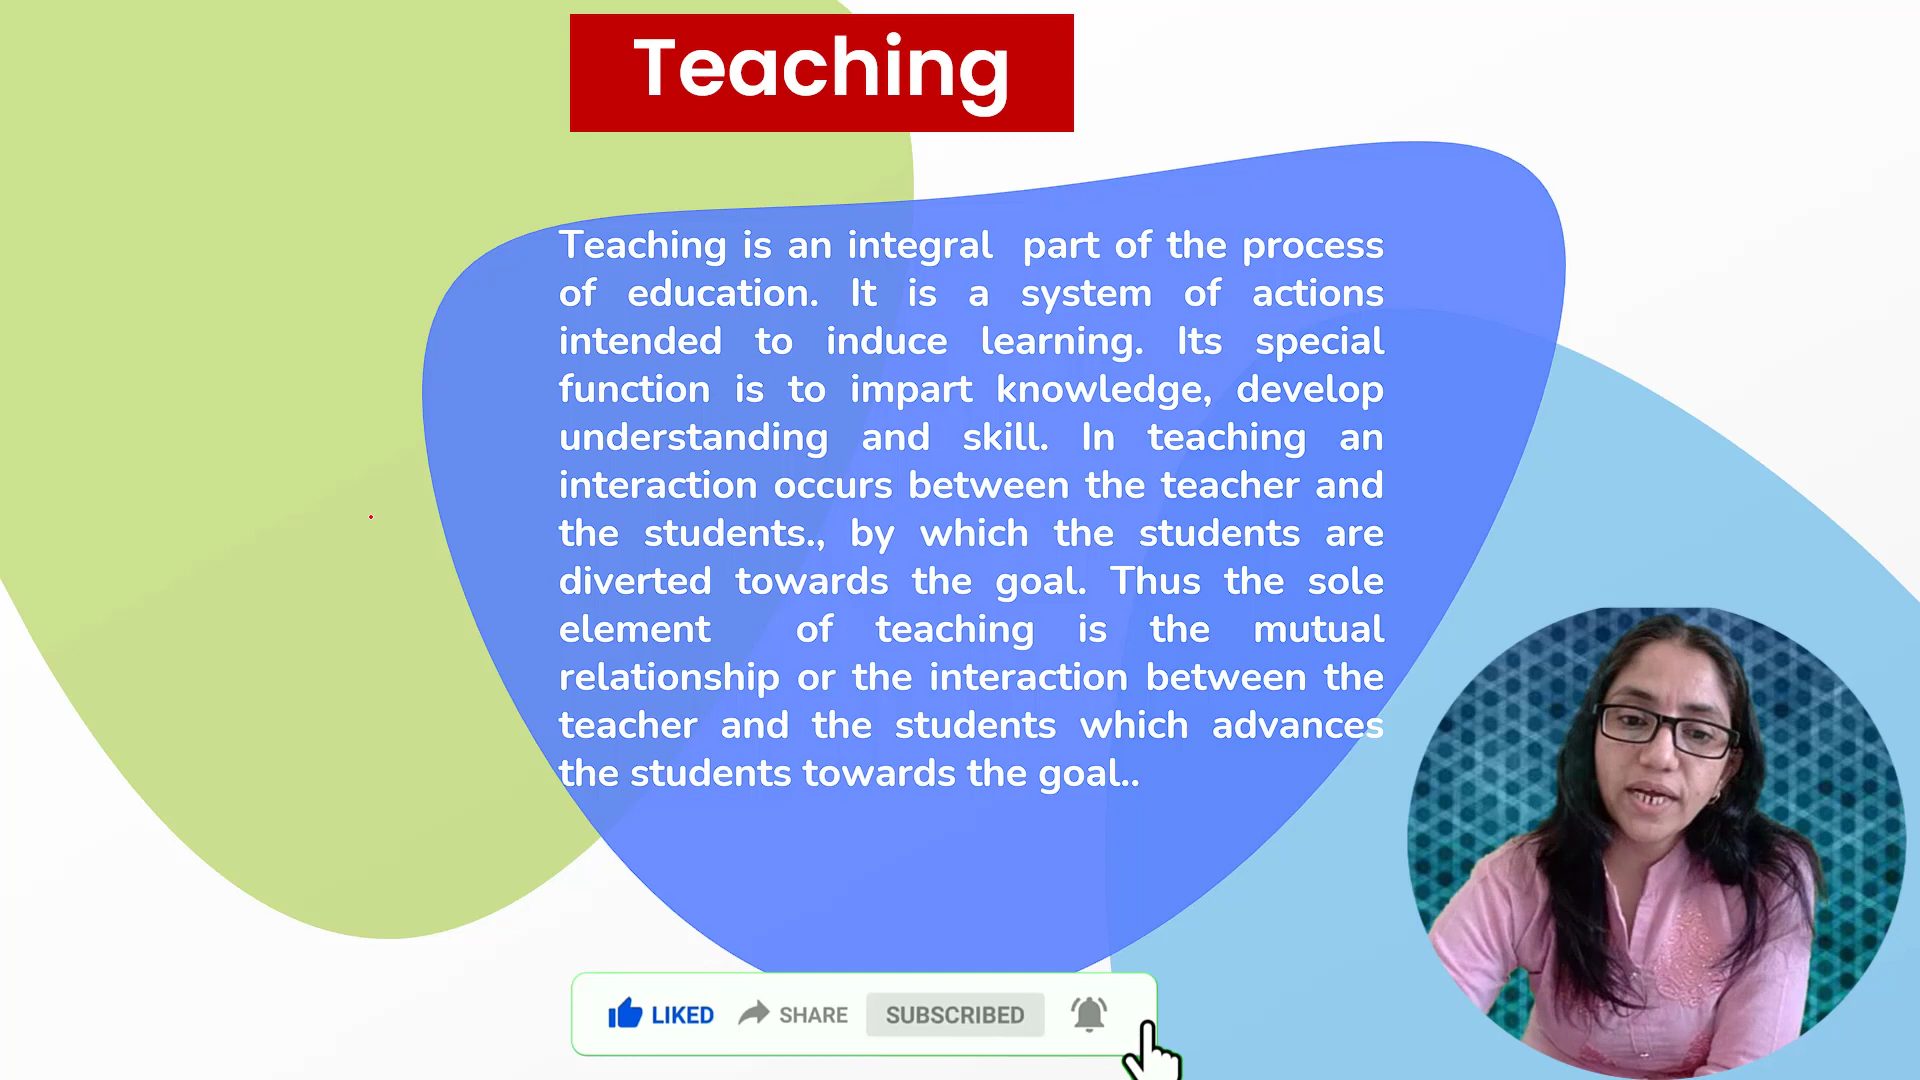 Teaching
Teaching is an integral part of the process
of education. It is a system of actions
intended to induce learning. Its special
function is to impart knowledge, develop
understanding and skill. In teaching an
interaction occurs between the teacher and
the students., by which the students are
diverted towards the goal. Thus the sole
element of teaching is the mutual
relationship or the interaction between the
teacher and the students which advances
the students towards the goal..
LIKED SHARE SUBSCRIBED